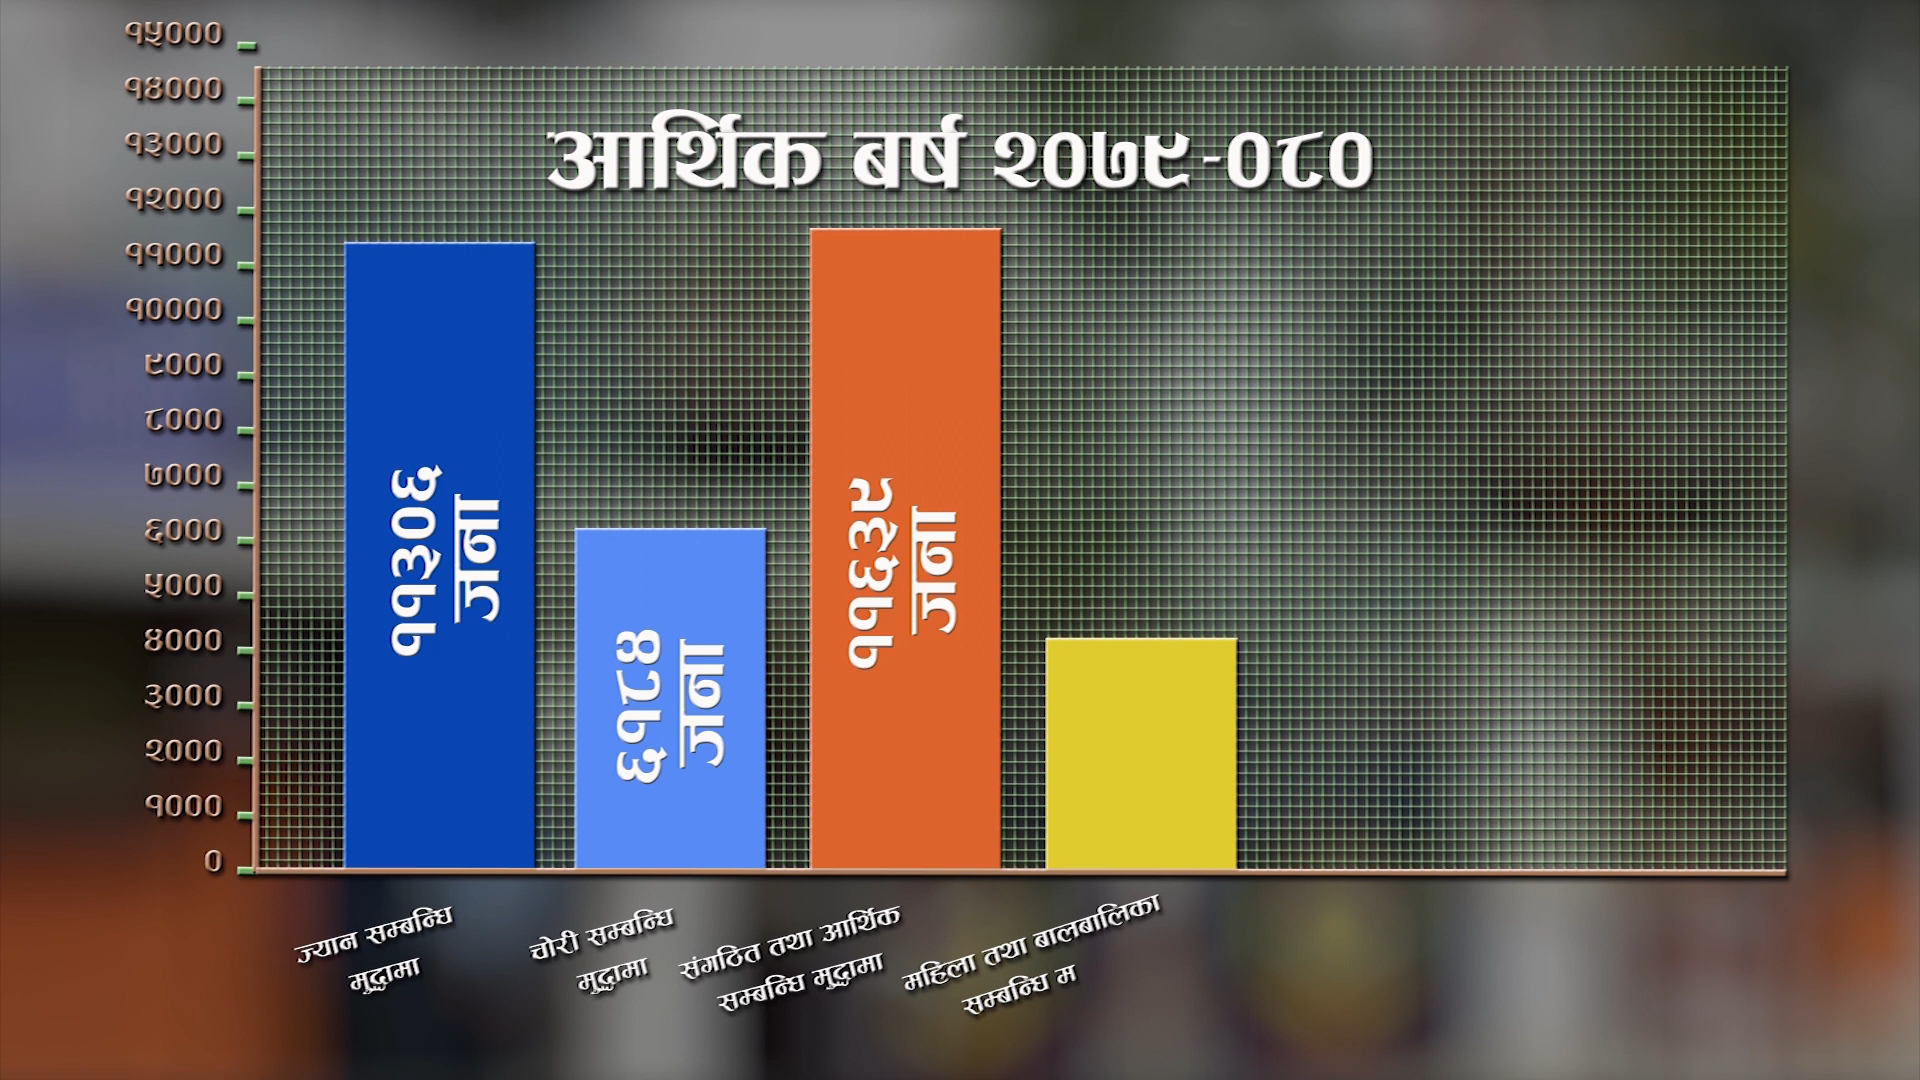 आर्थिक बर्ष २०७९-०८०
१५०००
१४०००
१३०००
१२०००
११०००
१००००
९०००
८०००
७०००
६०००
५०००
४०००
३०००
२०००
१०००
०
११३०६
जना
६१८४
जना
११६३९
जना
ज्यान सम्बन्धि
मुद्धामा
चोरी सम्बन्धि
मुद्धामा
संगठित तथा आर्थिक
सम्बन्धि मुद्धामा
महिला तथा बालबालिका
सम्बन्धि म